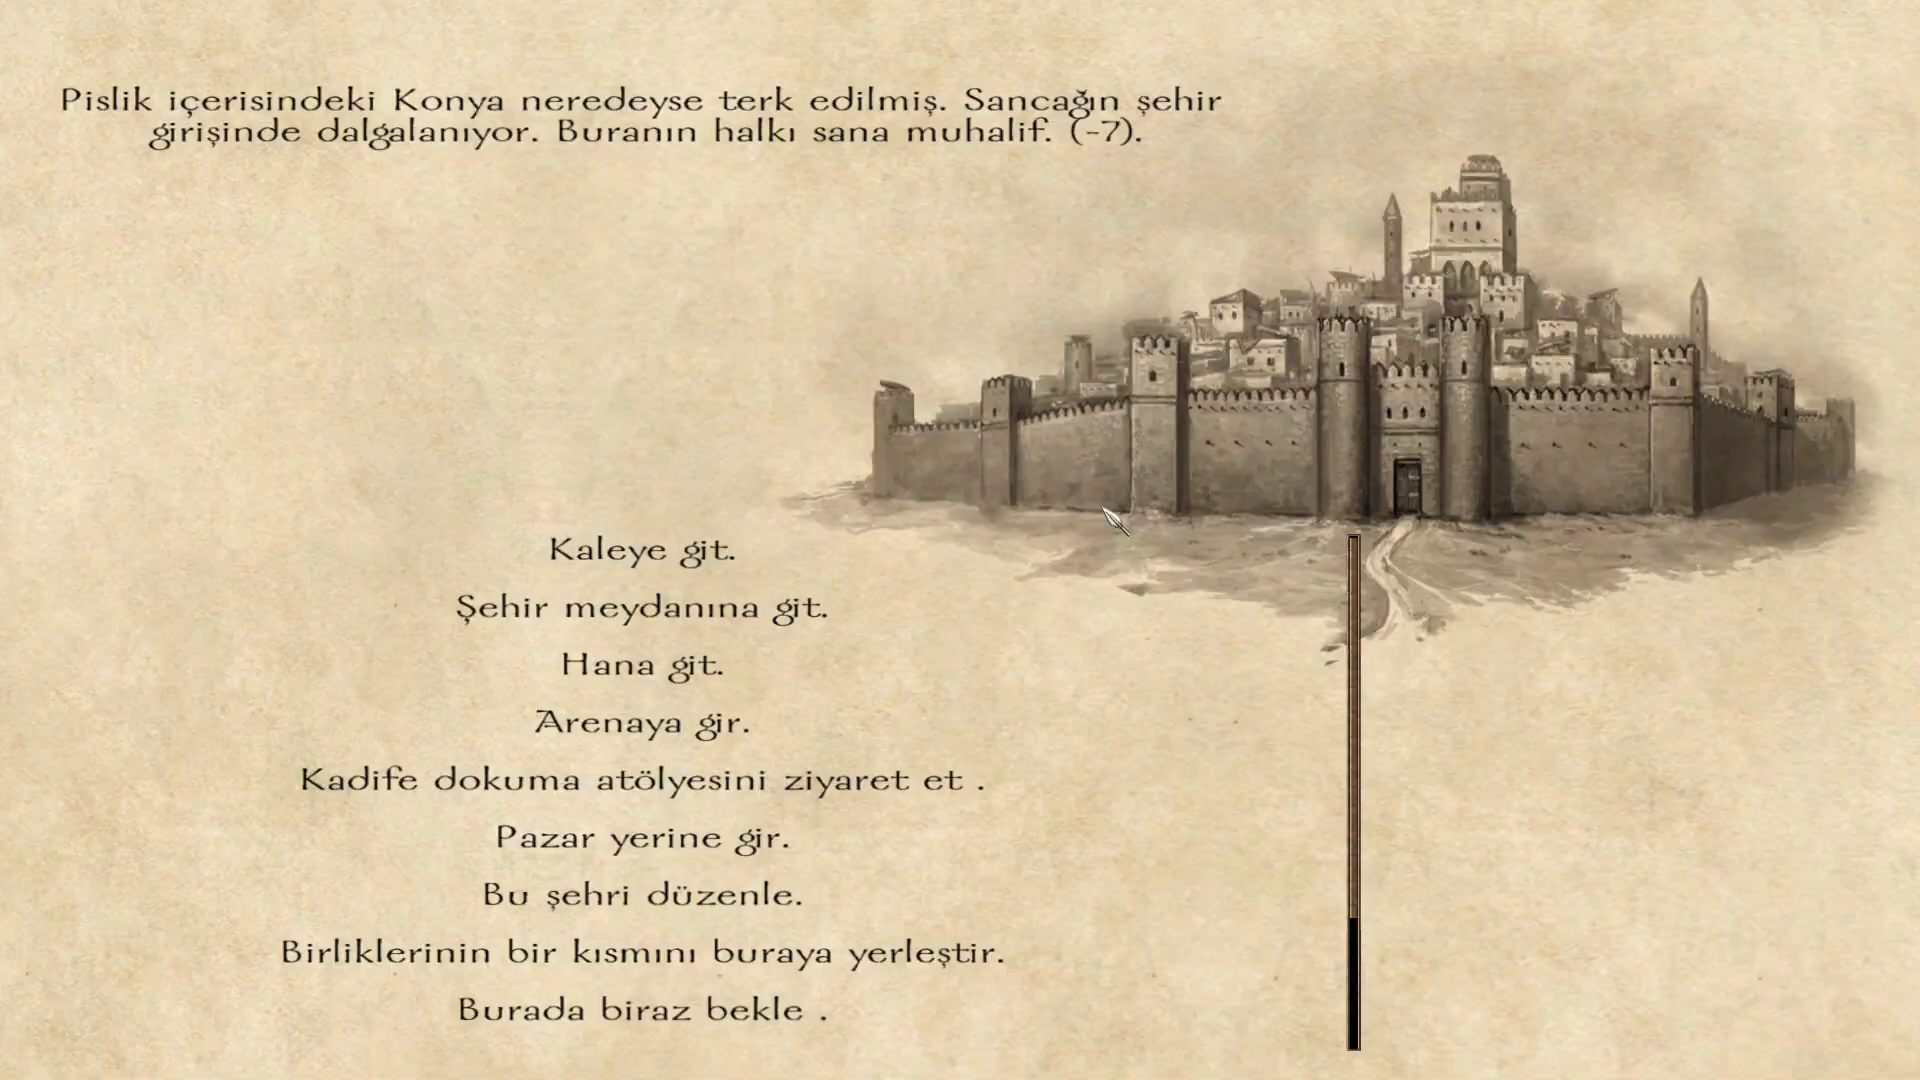 Pislik içerisindeki Konya neredeyse terk edilmiş. Sancağın şehir
girişinde dalgalanıyor. Buranın halkı sana muhalif. (-7).
Kaleye git.
Şehir meydanına git.
Hana git.
Arenaya gir.
Kadife dokuma atölyesini ziyaret et .
Pazar yerine gir.
Bu şehri düzenle.
Birliklerinin bir kısmını buraya yerleştir.
Burada biraz bekle .